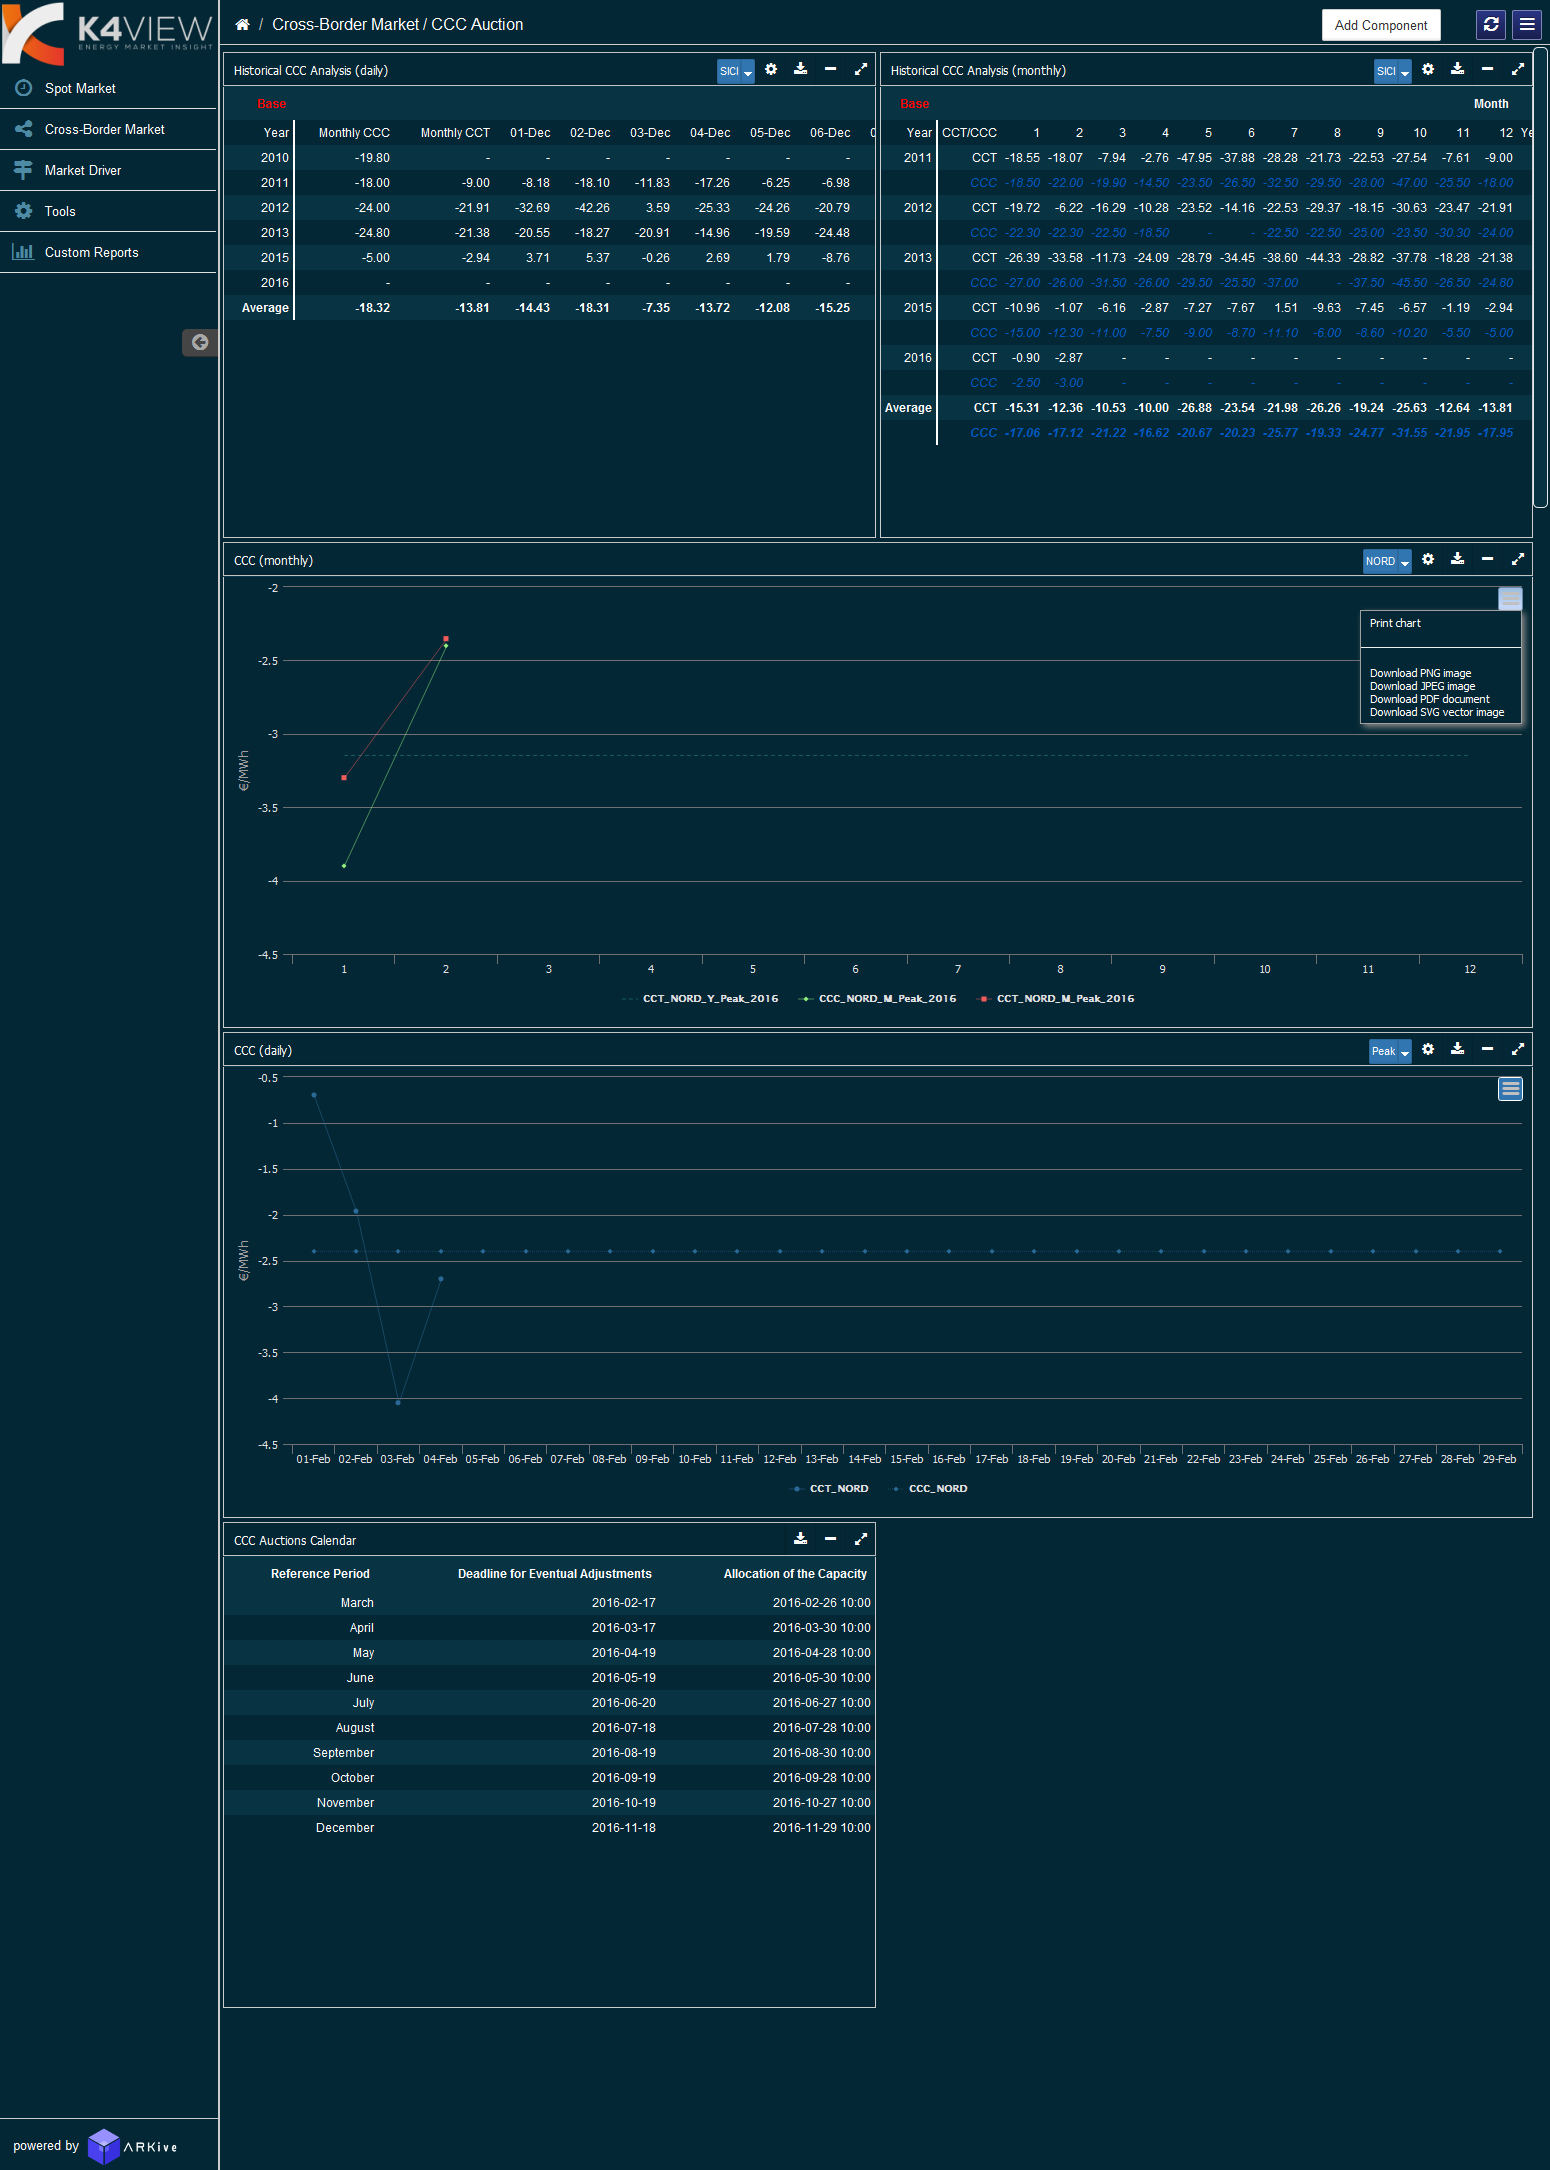 K4VIEW
ENERGY MARKET INSIGHT
Spot Market
Cross-Border Market
Market Driver
Tools
Custom Reports
/ Cross-Border Market / CCC Auction
Add Component
Historical CCC Analysis (daily)
SICI
Base
Year Monthly CCC Monthly CCT 01-Dec 02-Dec 03-Dec 04-Dec 05-Dec 06-Dec
2010 -19.80 - - - - - - -
2011 -18.00 -9.00 -8.18 -18.10 -11.83 -17.26 -6.25 -6.98
2012 -24.00 -21.91 -32.69 -42.26 3.59 -25.33 -24.26 -20.79
2013 -24.80 -21.38 -20.55 -18.27 -20.91 -14.96 -19.59 -24.48
2015 -5.00 -2.94 3.71 5.37 -0.26 2.69 1.79 -8.76
2016 - - - - - - - -
Average -18.32 -13.81 -14.43 -18.31 -7.35 -13.72 -12.08 -15.25
Historical CCC Analysis (monthly)
SICI
Base Month
Year CCT/CCC 1 2 3 4 5 6 7 8 9 10 11 12 Ye
2011 CCT -18.55 -18.07 -7.94 -2.76 -47.95 -37.88 -28.28 -21.73 -22.53 -27.54 -7.61 -9.00
CCC -18.50 -22.00 -19.90 -14.50 -23.50 -26.50 -32.50 -29.50 -28.00 -47.00 -25.50 -18.00
2012 CCT -19.72 -6.22 -16.29 -10.28 -23.52 -14.16 -22.53 -29.37 -18.15 -30.63 -23.47 -21.91
CCC -22.30 -22.30 -22.50 -18.50 - - -22.50 -22.50 -25.00 -23.50 -30.30 -24.00
2013 CCT -26.39 -33.58 -11.73 -24.09 -28.79 -34.45 -38.60 -44.33 -28.82 -37.78 -18.28 -21.38
CCC -27.00 -26.00 -31.50 -26.00 -29.50 -25.50 -37.00 - -37.50 -45.50 -26.50 -24.80
2015 CCT -10.96 -1.07 -6.16 -2.87 -7.27 -7.67 1.51 -9.63 -7.45 -6.57 -1.19 -2.94
CCC -15.00 -12.30 -11.00 -7.50 -9.00 -8.70 -11.10 -6.00 -8.60 -10.20 -5.50 -5.00
2016 CCT -0.90 -2.87 - - - - - - - - - -
CCC -2.50 -3.00 - - - - - - - - - -
Average CCT -15.31 -12.36 -10.53 -10.00 -26.88 -23.54 -21.98 -26.26 -19.24 -25.63 -12.64 -13.81
CCC -17.06 -17.12 -21.22 -16.62 -20.67 -20.23 -25.77 -19.33 -24.77 -31.55 -21.95 -17.95
CCC (monthly)
NORD
Print chart
Download PNG image
Download JPEG image
Download PDF document
Download SVG vector image
€/MWh
-2
-2.5
-3
-3.5
-4
-4.5
1 2 3 4 5 6 7 8 9 10 11 12
CCT_NORD_Y_Peak_2016 CCC_NORD_M_Peak_2016 CCT_NORD_M_Peak_2016
CCC (daily)
Peak
€/MWh
-0.5
-1
-1.5
-2
-2.5
-3
-3.5
-4
-4.5
01-Feb 02-Feb 03-Feb 04-Feb 05-Feb 06-Feb 07-Feb 08-Feb 09-Feb 10-Feb 11-Feb 12-Feb 13-Feb 14-Feb 15-Feb 16-Feb 17-Feb 18-Feb 19-Feb 20-Feb 21-Feb 22-Feb 23-Feb 24-Feb 25-Feb 26-Feb 27-Feb 28-Feb 29-Feb
CCT_NORD CCC_NORD
CCC Auctions Calendar
Reference Period Deadline for Eventual Adjustments Allocation of the Capacity
March 2016-02-17 2016-02-26 10:00
April 2016-03-17 2016-03-30 10:00
May 2016-04-19 2016-04-28 10:00
June 2016-05-19 2016-05-30 10:00
July 2016-06-20 2016-06-27 10:00
August 2016-07-18 2016-07-28 10:00
September 2016-08-19 2016-08-30 10:00
October 2016-09-19 2016-09-28 10:00
November 2016-10-19 2016-10-27 10:00
December 2016-11-18 2016-11-29 10:00
powered by ARKive